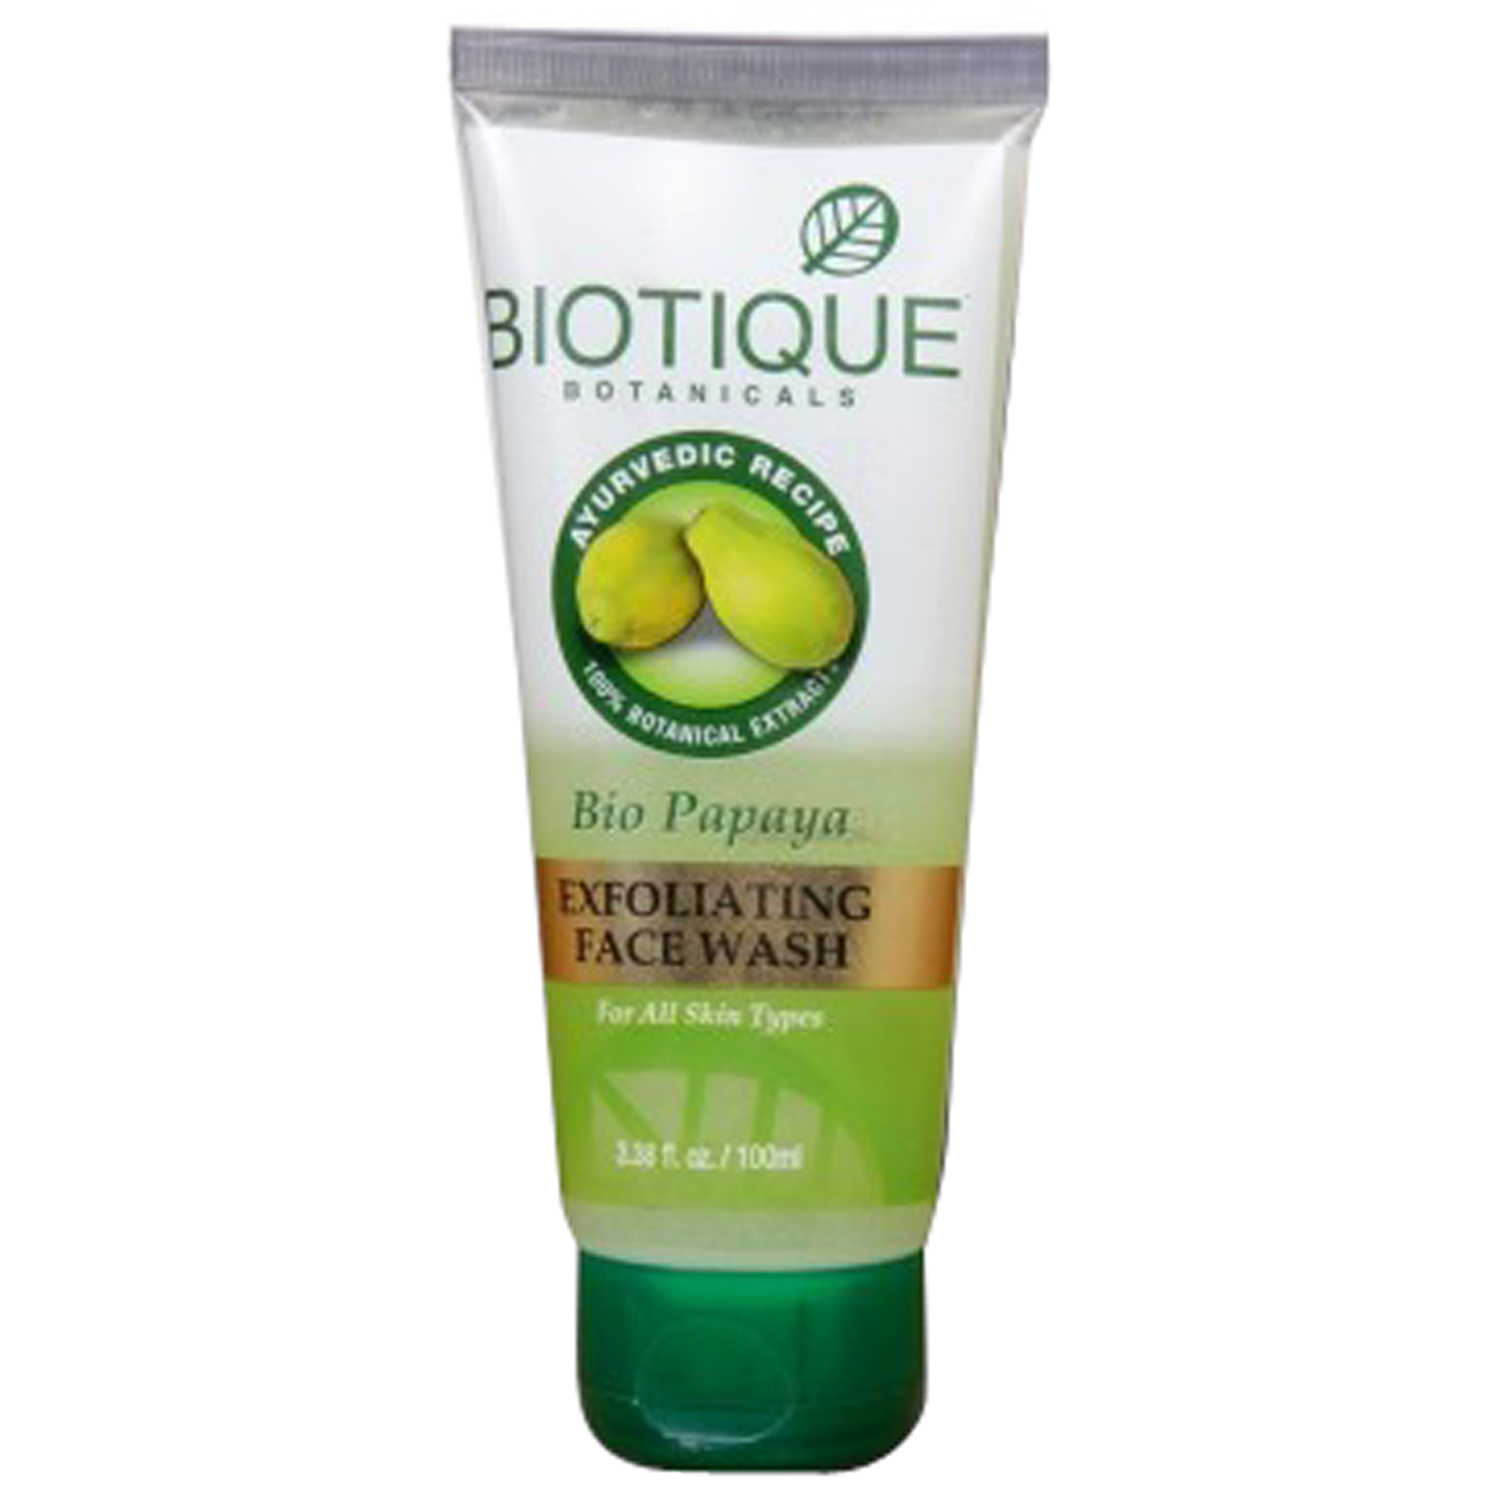 BIOTIQUE
BOTANICALS
AYURVEDIC RECIPE
100% BOTANICAL EXTRACTS
Bio Papaya
EXFOLIATING
FACE WASH
For All Skin Types
3.38 fl. oz. / 100ml